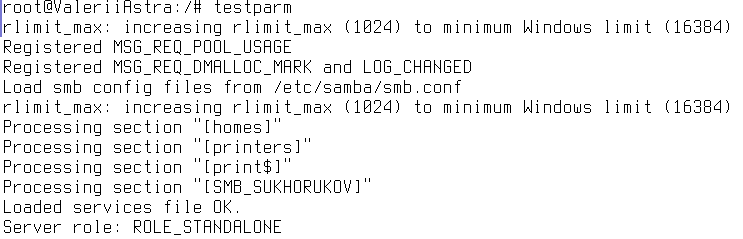 root@ValeriiAstra:/# testparm
rlimit_max: increasing rlimit_max (1024) to minimum Windows limit (16384)
Registered MSG_REQ_POOL_USAGE
Registered MSG_REQ_DMALLOC_MARK and LOG_CHANGED
Load smb config files from /etc/samba/smb.conf
rlimit_max: increasing rlimit_max (1024) to minimum Windows limit (16384)
Processing section "[homes]"
Processing section "[printers]"
Processing section "[print$]"
Processing section "[SMB_SUKHORUKOV]"
Loaded services file OK.
Server role: ROLE_STANDALONE